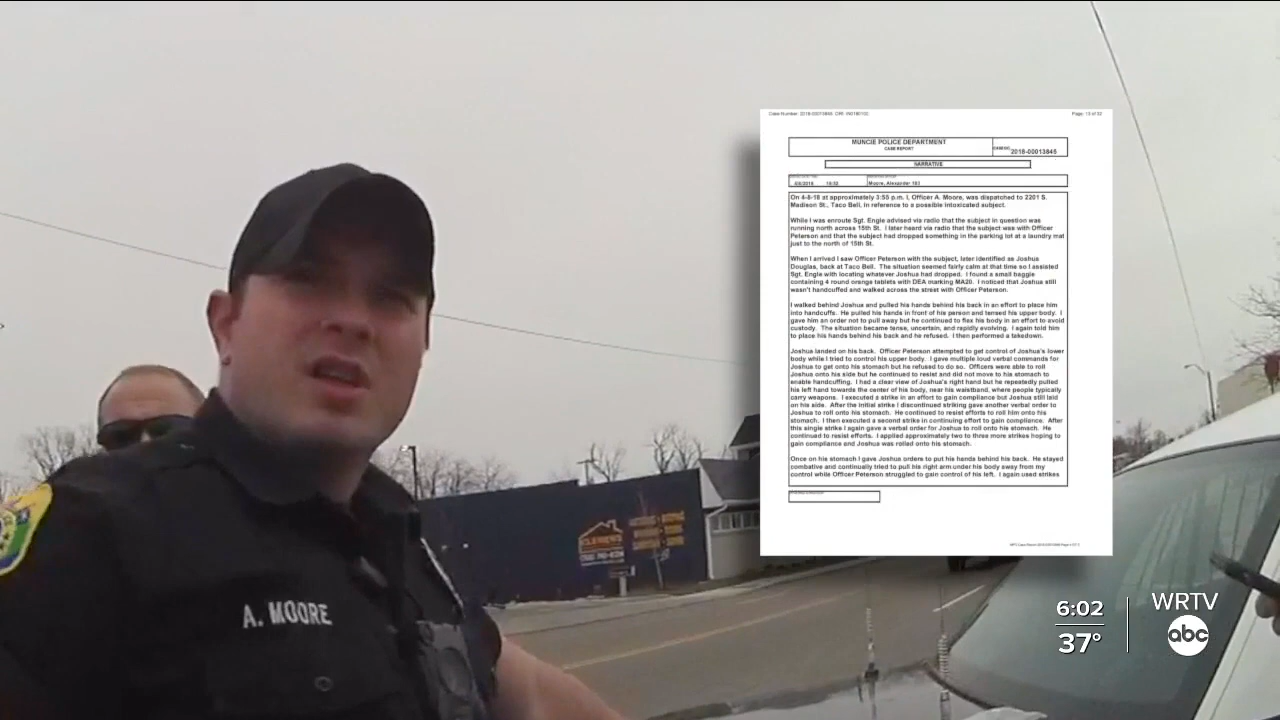 Case Number: 2018-00013845 ORI: IN0180100
Page: 13 of 52
MUNCIE POLICE DEPARTMENT
CASE REPORT
2018-00013845
NARRATIVE
4/8/2018
Moore, Alexander 193
On 4-8-18 at approximately 3:55 p.m. I, Officer A. Moore, was dispatched to 2201 S.
Madison St., Taco Bell, in reference to a possible intoxicated subject.
While I was enroute Sgt. Engle advised via radio that the subject in question was
running north across 15th St.  I later heard via radio that the subject was with Officer
Peterson and that the subject had dropped something in the parking lot at a laundry mat
just to the north of 15th St.
When I arrived I saw Officer Peterson with the subject, later identified as Joshua
Douglas, back at Taco Bell.  The situation seemed fairly calm at that time so I assisted
Sgt. Engle with locating whatever Joshua had dropped.  I found a small baggie
containing 4 round orange tablets with DEA marking MA20.  I noticed that Joshua still
wasn't handcuffed and walked across the street with Officer Peterson.
I walked behind Joshua and pulled his hands behind his back in an effort to place him
into handcuffs.  He pulled his hands in front of his person and tensed his upper body.  I
gave him an order not to pull away but he continued to flex his body in an effort to avoid
custody.  The situation became tense, uncertain, and rapidly evolving.  I again told him
to place his hands behind his back and he refused.  I then performed a takedown.
Joshua landed on his back.  Officer Peterson attempted to get control of Joshua's lower
body while I tried to control his upper body.  I gave multiple loud verbal commands for
Joshua to get onto his stomach but he refused to do so.  Officers were able to roll
Joshua onto his side but he continued to resist and did not move to his stomach to
enable handcuffing.  I had a clear view of Joshua's right hand but he repeatedly pulled
his left hand towards the center of his body, near his waistband, where people typically
carry weapons.  I executed a strike in an effort to gain compliance but Joshua still laid
on his side.  After the initial strike I discontinued striking gave another verbal order to
Joshua to roll onto his stomach.  He continued to resist efforts to roll him onto his
stomach.  I then executed a second strike in continuing effort to gain compliance.  After
this single strike I again gave a verbal order for Joshua to roll onto his stomach.  He
continued to resist efforts.  I applied approximately two to three more strikes hoping to
gain compliance and Joshua was rolled onto his stomach.
Once on his stomach I gave Joshua orders to put his hands behind his back.  He stayed
combative and continually tried to pull his right arm under his body away from my
control while Officer Peterson struggled to gain control of his left.  I again used strikes
A. MOORE
6:02
37°
WRTV
abc